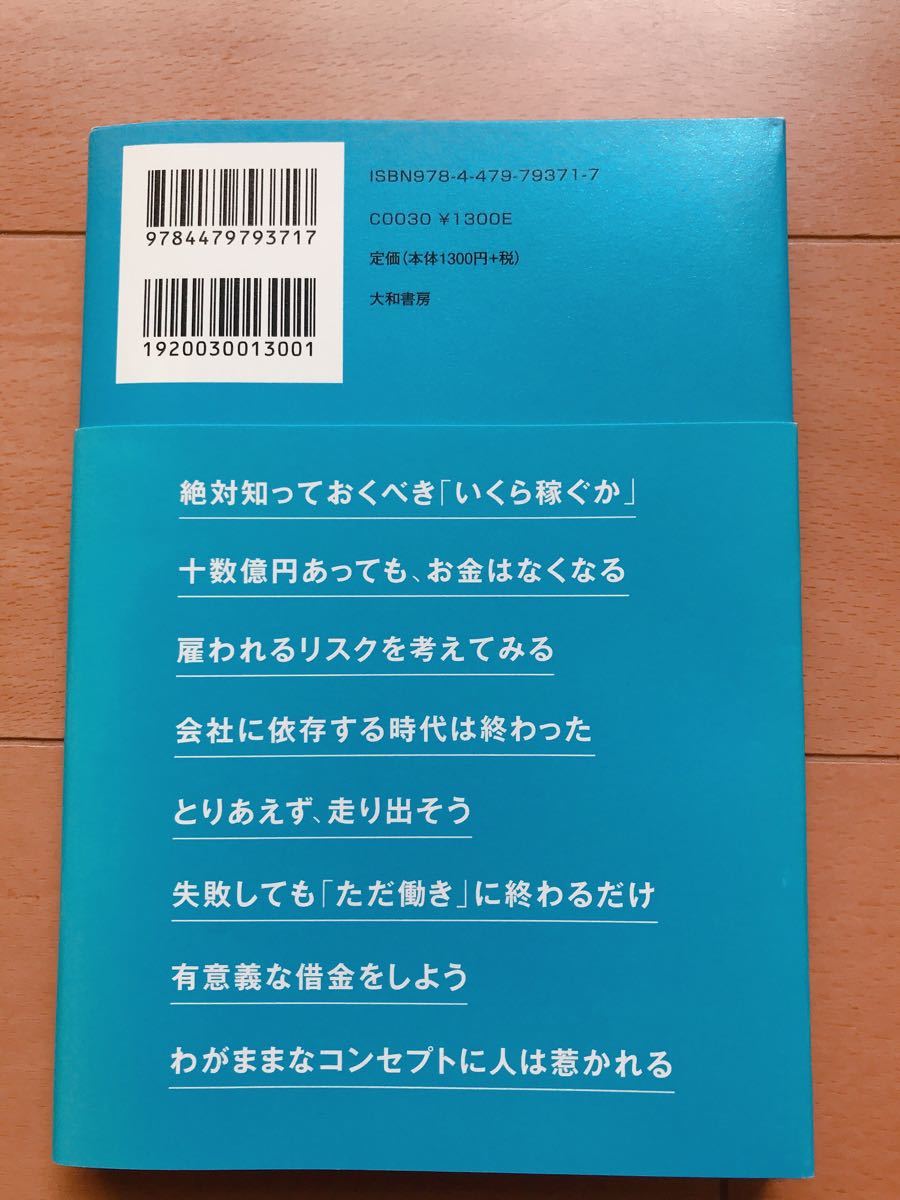 ISBN978-4-479-79371-7
9784479793717
C0030 ¥1300E
定価(本体1300円+税)
大和書房
1920030013001
絶対知っておくべき「いくら稼ぐか」
十数億円あっても、お金はなくなる
雇われるリスクを考えてみる
会社に依存する時代は終わった
とりあえず、走り出そう
失敗しても「ただ働き」に終わるだけ
有意義な借金をしよう
わがままなコンセプトに人は惹かれる